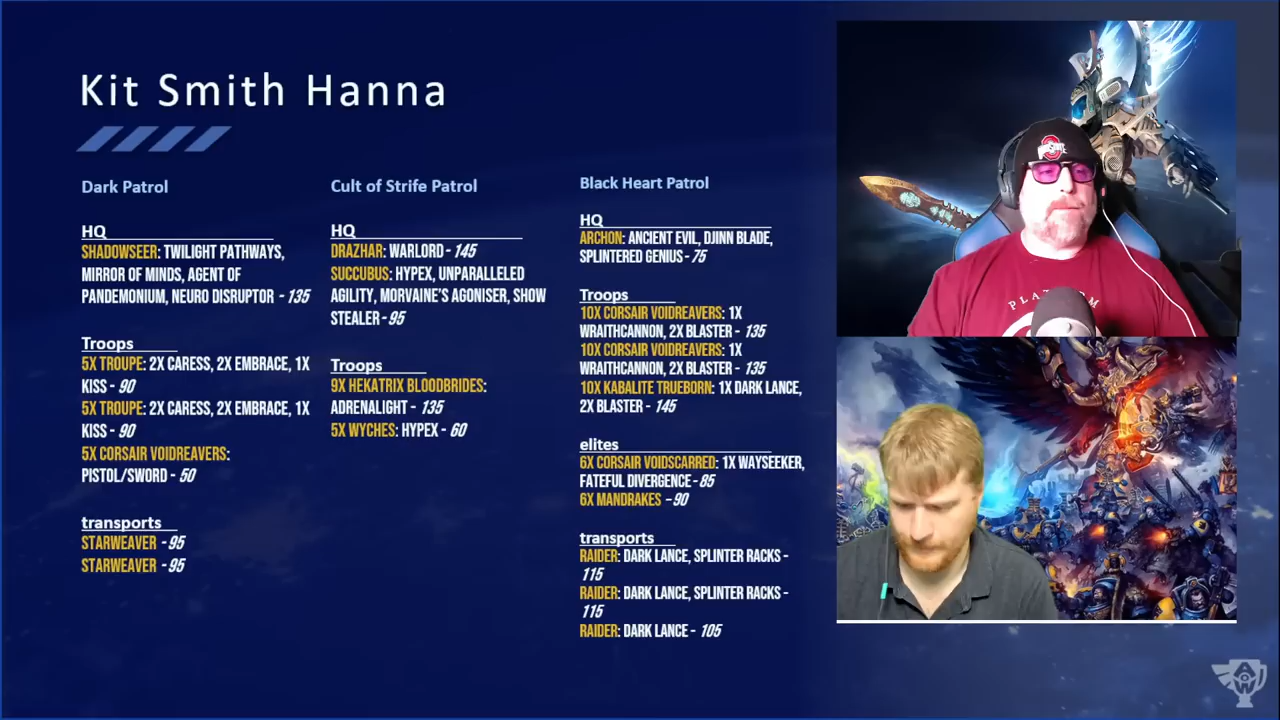 Kit Smith Hanna
Dark Patrol
HQ
SHADOWSEER: TWILIGHT PATHWAYS,
MIRROR OF MINDS, AGENT OF
PANDEMONIUM, NEURO DISRUPTOR - 135
Troops
5X TROUPE: 2X CARESS, 2X EMBRACE, 1X
KISS - 90
5X TROUPE: 2X CARESS, 2X EMBRACE, 1X
KISS - 90
5X CORSAIR VOIDREAVERS:
PISTOL/SWORD - 50
transports
STARWEAVER - 95
STARWEAVER - 95
Cult of Strife Patrol
HQ
DRAZHAR: WARLORD - 145
SUCCUBUS: HYPEX, UNPARALLELED
AGILITY, MORVAINE'S AGONISER, SHOW
STEALER - 95
Troops
9X HEKATRIX BLOODBRIDES:
ADRENALIGHT - 135
5X WYCHES: HYPEX - 60
Black Heart Patrol
HQ
ARCHON: ANCIENT EVIL, DJINN BLADE,
SPLINTERED GENIUS - 75
Troops
10X CORSAIR VOIDREAVERS: 1X
WRAITHCANNON, 2X BLASTER - 135
10X CORSAIR VOIDREAVERS: 1X
WRAITHCANNON, 2X BLASTER - 135
10X KABALITE TRUEBORN: 1X DARK LANCE,
2X BLASTER - 145
elites
6X CORSAIR VOIDSCARRED: 1X WAYSEEKER,
FATEFUL DIVERGENCE - 85
6X MANDRAKES - 90
transports
RAIDER: DARK LANCE, SPLINTER RACKS -
115
RAIDER: DARK LANCE, SPLINTER RACKS -
115
RAIDER: DARK LANCE - 105